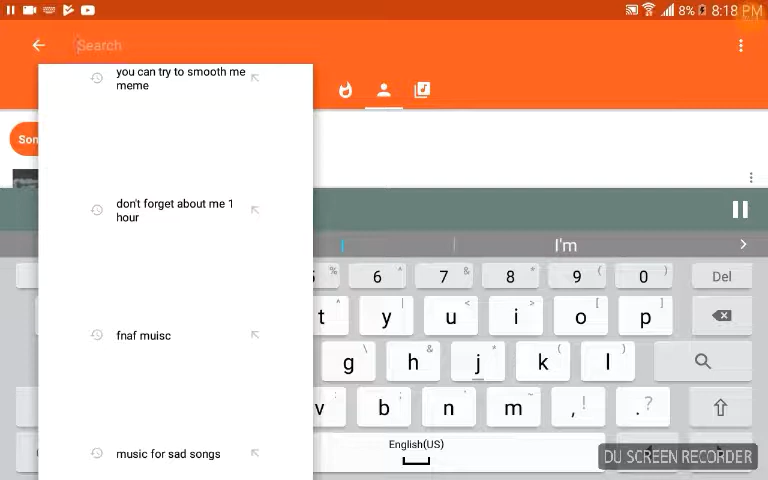 8% 8:18 PM
Search
you can try to smooth me
meme
Son
don't forget about me 1
hour
I'm
% 6 ^ 7 & 8 * 9 ( 0 ) Del
t ^ y | u < i > o [ p ]
fnaf muisc
g \ h & j * k ( l )
v b n m , ! . ?
English(US)
music for sad songs
DU SCREEN RECORDER